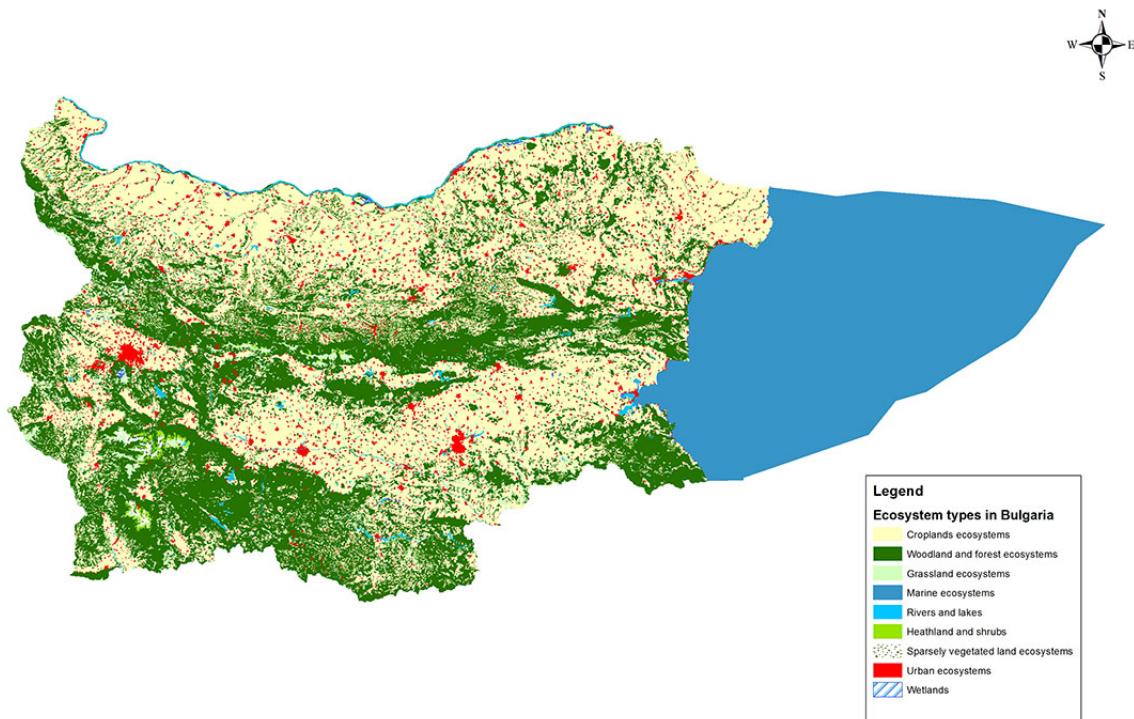 N
W E
S
Legend
Ecosystem types in Bulgaria
Croplands ecosystems
Woodland and forest ecosystems
Grassland ecosystems
Marine ecosystems
Rivers and lakes
Heathland and shrubs
Sparsely vegetated land ecosystems
Urban ecosystems
Wetlands